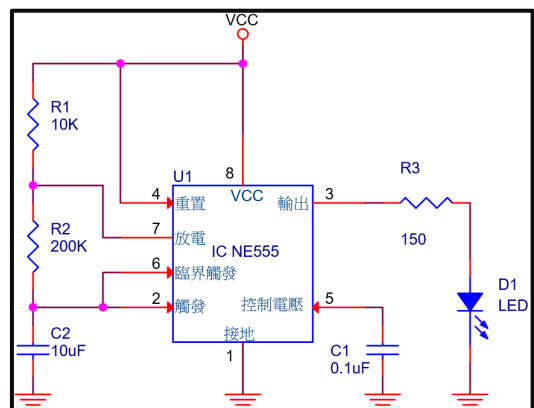 VCC
R1
10K
R2
200K
C2
10uF
U1
8
VCC
4
重置
輸出
3
7
放電
IC NE555
6
臨界觸發
2
觸發
控制電壓
5
接地
1
R3
150
C1
0.1uF
D1
LED